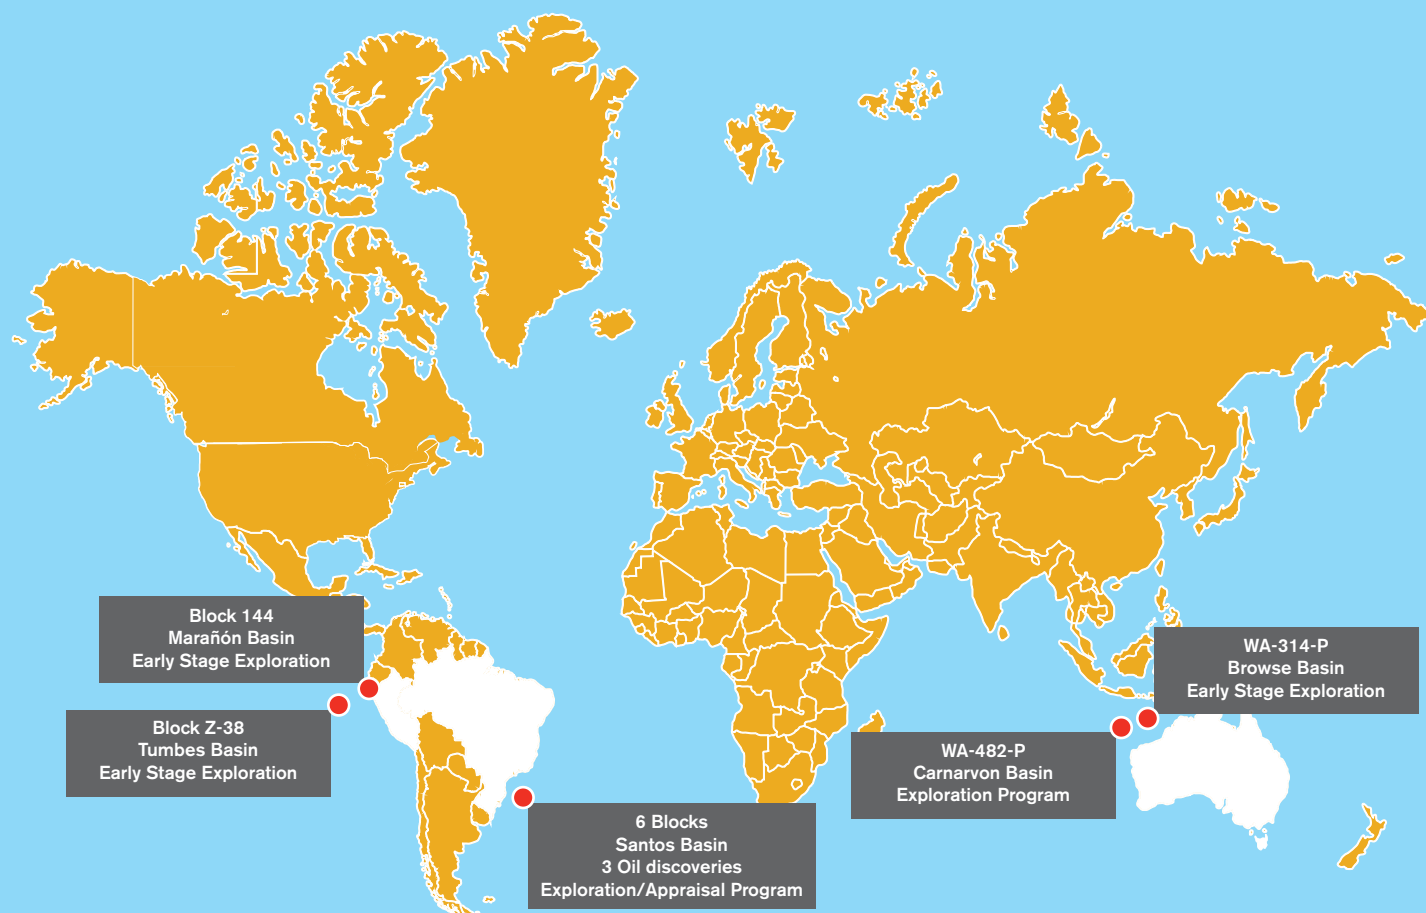 Block 144
Marañón Basin
Early Stage Exploration
Block Z-38
Tumbes Basin
Early Stage Exploration
6 Blocks
Santos Basin
3 Oil discoveries
Exploration/Appraisal Program
WA-482-P
Carnarvon Basin
Exploration Program
WA-314-P
Browse Basin
Early Stage Exploration